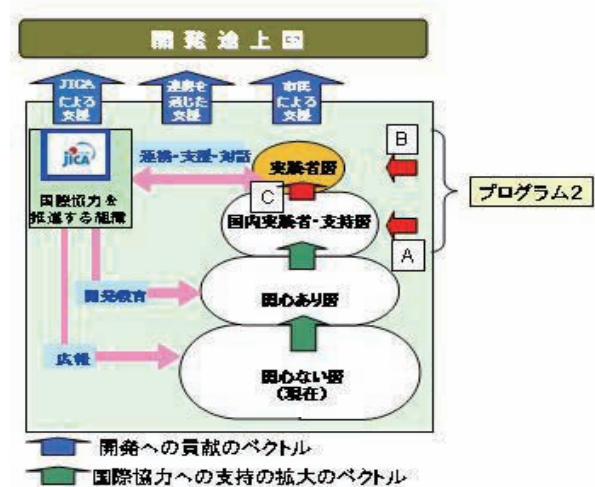 開発途上国
JICA
による
支援
連携を
通じた
支援
市民
による
支援
JICA
国際協力を
推進する組織
連携・支援・対話
実践者層
B
C
国内実践者・支持層
A
プログラム2
開発教育
関心あり層
広報
関心ない層
(現在)
開発への貢献のベクトル
国際協力への支持の拡大のベクトル